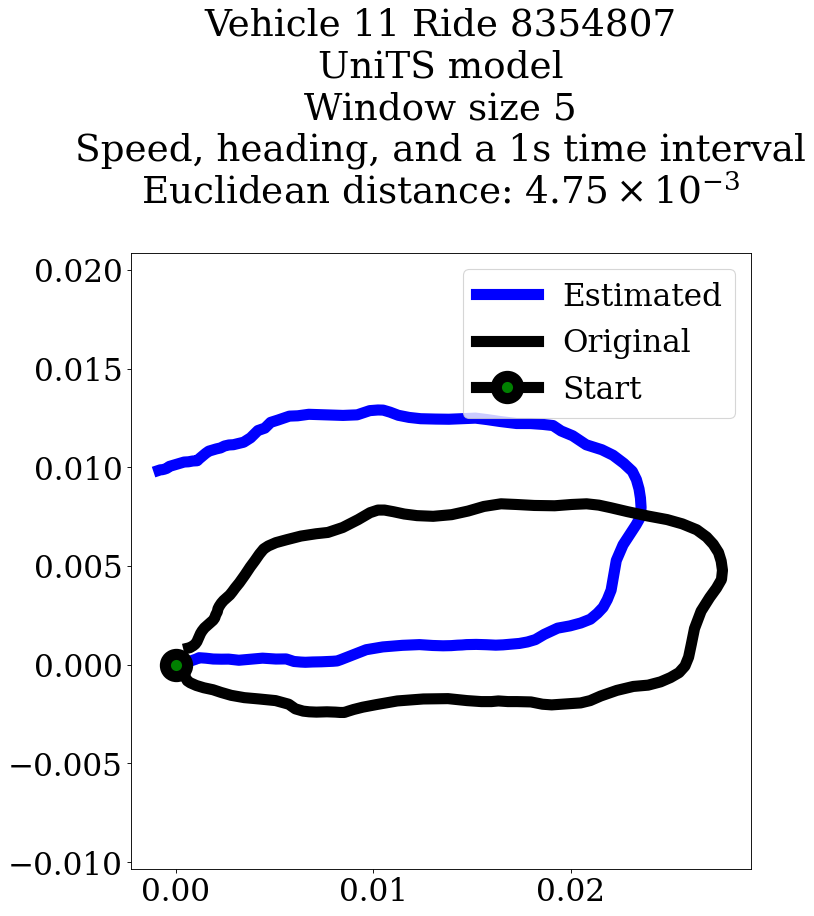 Vehicle 11 Ride 8354807
UniTS model
Window size 5
Speed, heading, and a 1s time interval
Euclidean distance: 4.75 × 10⁻³
0.020
0.015
0.010
0.005
0.000
−0.005
−0.010
Estimated
Original
Start
0.00 0.01 0.02